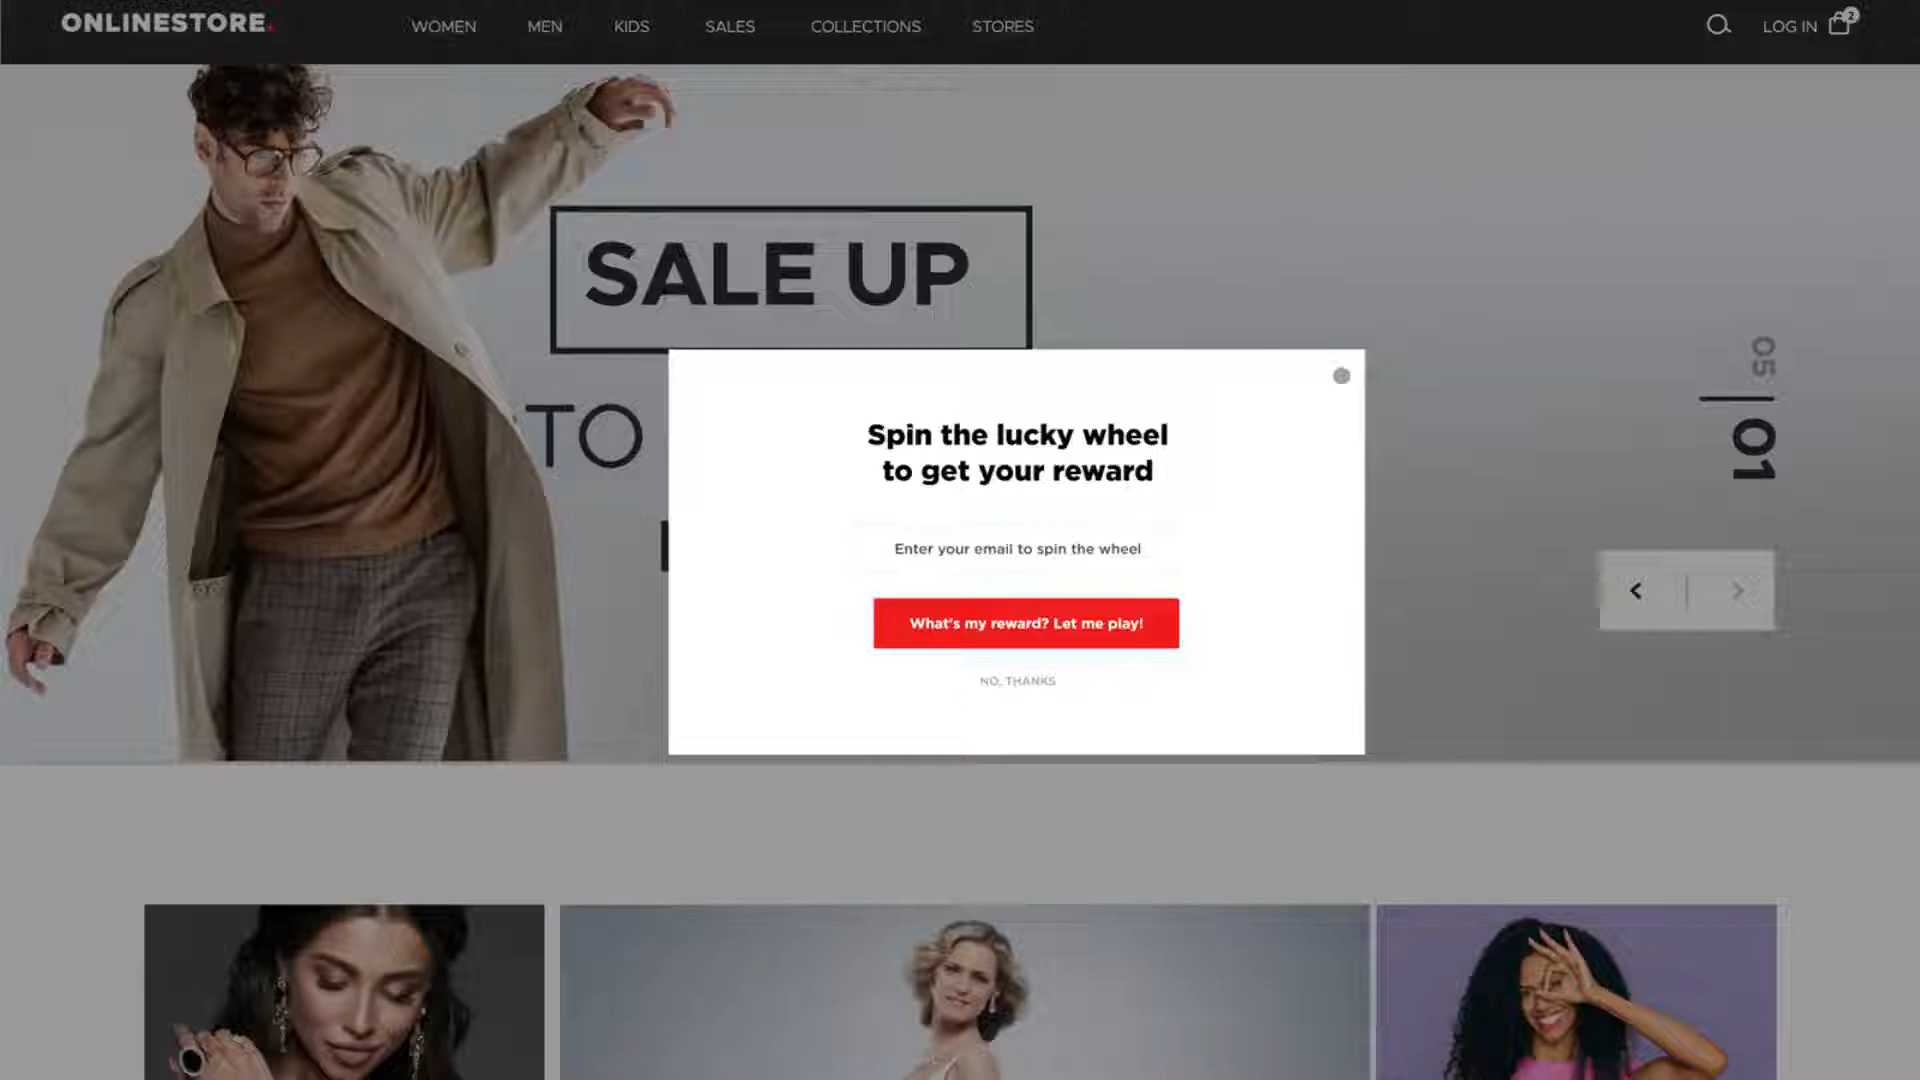 ONLINESTORE.
WOMEN MEN KIDS SALES COLLECTIONS STORES
LOG IN 2
SALE UP
TO
05
01
Spin the lucky wheel
to get your reward
Enter your email to spin the wheel
What's my reward? Let me play!
NO, THANKS